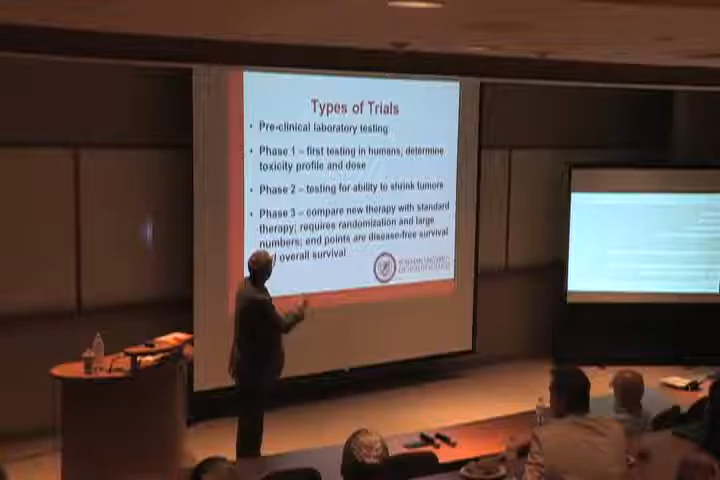 Types of Trials
• Pre-clinical laboratory testing
• Phase 1 – first testing in humans; determine
toxicity profile and dose
• Phase 2 – testing for ability to shrink tumors
• Phase 3 – compare new therapy with standard
therapy; requires randomization and large
numbers; end points are disease-free survival
overall survival